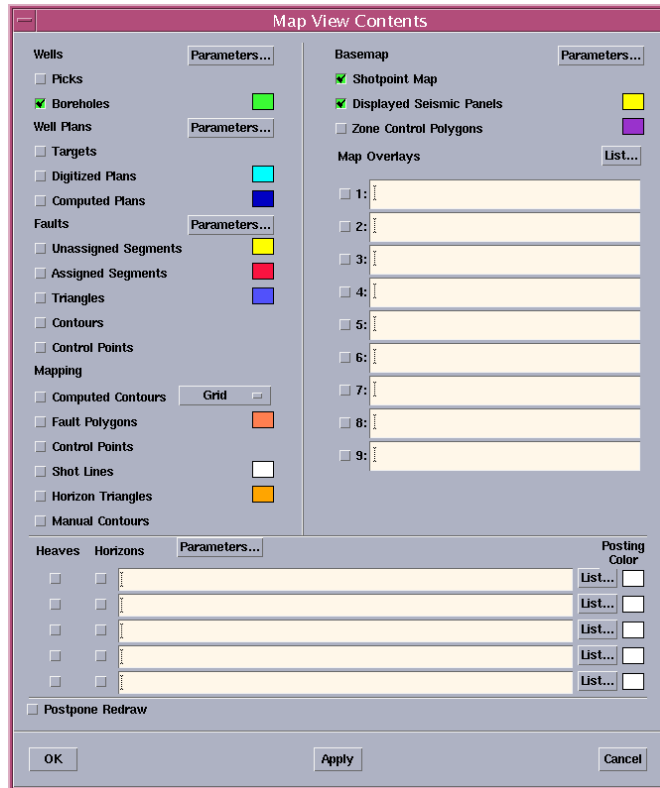 Map View Contents
Wells
Parameters...
Picks
Boreholes
Well Plans
Parameters...
Targets
Digitized Plans
Computed Plans
Faults
Parameters...
Unassigned Segments
Assigned Segments
Triangles
Contours
Control Points
Mapping
Computed Contours
Grid
Fault Polygons
Control Points
Shot Lines
Horizon Triangles
Manual Contours
Basemap
Parameters...
Shotpoint Map
Displayed Seismic Panels
Zone Control Polygons
Map Overlays
List...
1:
2:
3:
4:
5:
6:
7:
8:
9:
Heaves
Horizons
Parameters...
Posting
Color
List...
List...
List...
List...
List...
Postpone Redraw
OK
Apply
Cancel